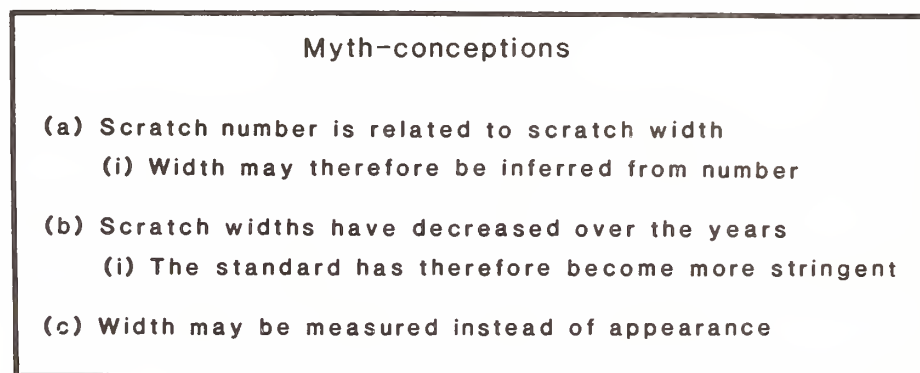 Myth-conceptions
(a) Scratch number is related to scratch width
(i) Width may therefore be inferred from number
(b) Scratch widths have decreased over the years
(i) The standard has therefore become more stringent
(c) Width may be measured instead of appearance